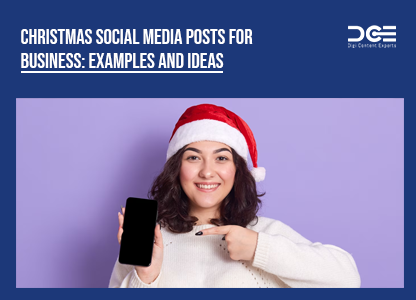 CHRISTMAS SOCIAL MEDIA POSTS FOR
BUSINESS: EXAMPLES AND IDEAS
DCE
Digi Content Experts